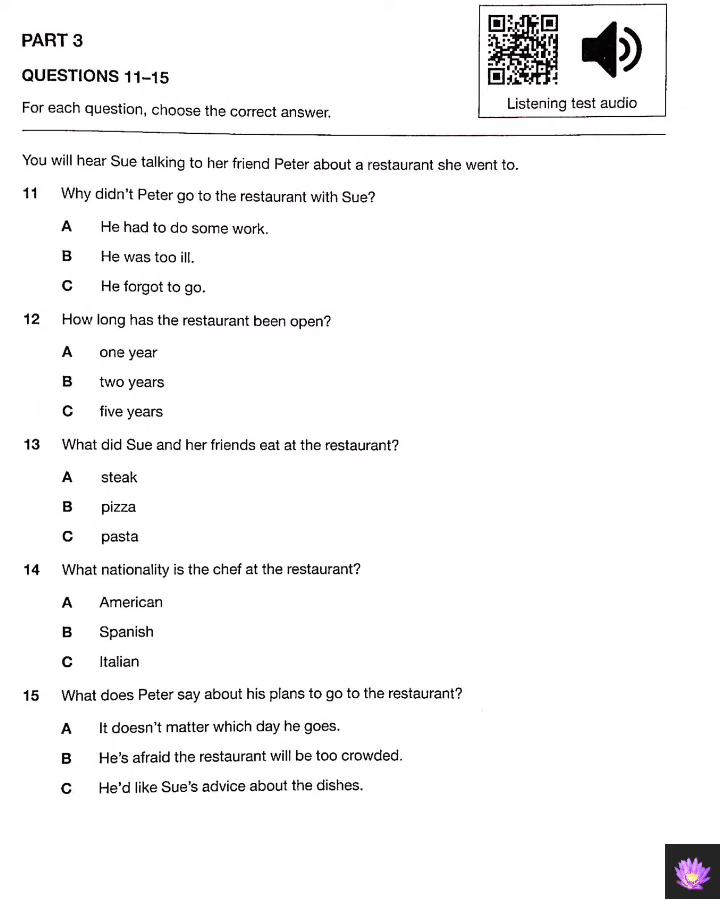 PART 3
QUESTIONS 11–15
For each question, choose the correct answer.
Listening test audio
You will hear Sue talking to her friend Peter about a restaurant she went to.
11 Why didn't Peter go to the restaurant with Sue?
A He had to do some work.
B He was too ill.
C He forgot to go.
12 How long has the restaurant been open?
A one year
B two years
C five years
13 What did Sue and her friends eat at the restaurant?
A steak
B pizza
C pasta
14 What nationality is the chef at the restaurant?
A American
B Spanish
C Italian
15 What does Peter say about his plans to go to the restaurant?
A It doesn't matter which day he goes.
B He's afraid the restaurant will be too crowded.
C He'd like Sue's advice about the dishes.